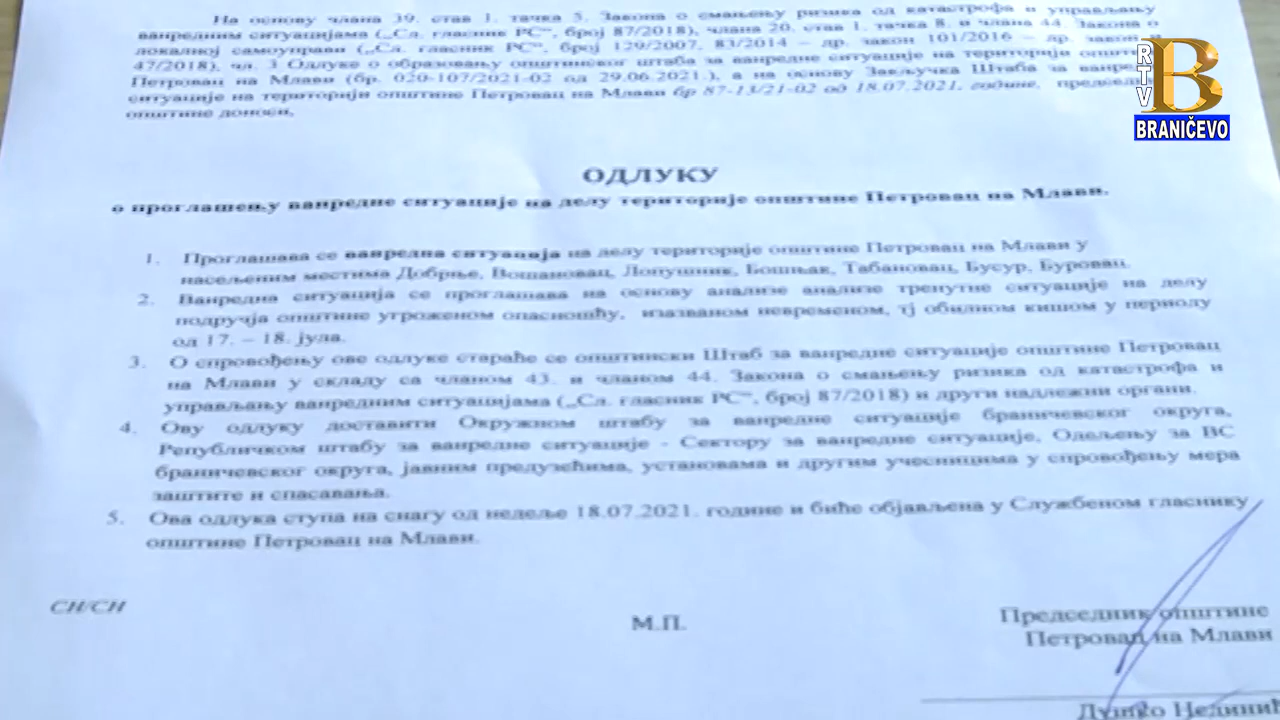 На основу члана 39. став 1. тачка 5. Закона о смањењу ризика од катастрофа и управљању
ванредним ситуацијама („Сл. гласник РС“, број 87/2018), члана 20. став 1. тачка 8. и члана 44. Закона о
локалној самоуправи („Сл. гласник РС“, број 129/2007, 83/2014 – др. закон 101/2016 – др. закон и
47/2018), чл. 3 Одлуке о образовању општинског штаба за ванредне ситуације на територији општине
Петровац на Млави (бр. 020-107/2021-02 од 29.06.2021.), а на основу Закључка Штаба за ванредне
ситуације на територији општине Петровац на Млави бр 87-13/21-02 од 18.07.2021. године, председник
општине доноси,
RTV
B
BRANIČEVO
ОДЛУКУ
о проглашењу ванредне ситуације на делу територије општине Петровац на Млави.
1. Проглашава се ванредна ситуација на делу територије општине Петровац на Млави у
насељеним местима Добрње, Вошановац, Лопушник, Бошњак, Табановац, Бусур, Буровац.
2. Ванредна ситуација се проглашава на основу анализе анализе тренутне ситуације на делу
подручја општине угроженом опасношћу, изазваном невременом, тј обилном кишом у периоду
од 17. – 18. јула.
3. О спровођењу ове одлуке стараће се општински Штаб за ванредне ситуације општине Петровац
на Млави у складу са чланом 43. и чланом 44. Закона о смањењу ризика од катастрофа и
управљању ванредним ситуацијама („Сл. гласник РС“, број 87/2018) и други надлежни органи.
4. Ову одлуку доставити Окружном штабу за ванредне ситуације браничевског округа,
Републичком штабу за ванредне ситуације - Сектору за ванредне ситуације, Одељењу за ВС
браничевског округа, јавним предузећима, установама и другим учесницима у спровођењу мера
заштите и спасавања.
5. Ова одлука ступа на снагу од недеље 18.07.2021. године и биће објављена у Службеном гласнику
општине Петровац на Млави.
СН/СН
М.П.
Председник општине
Петровац на Млави
Душко Нединић